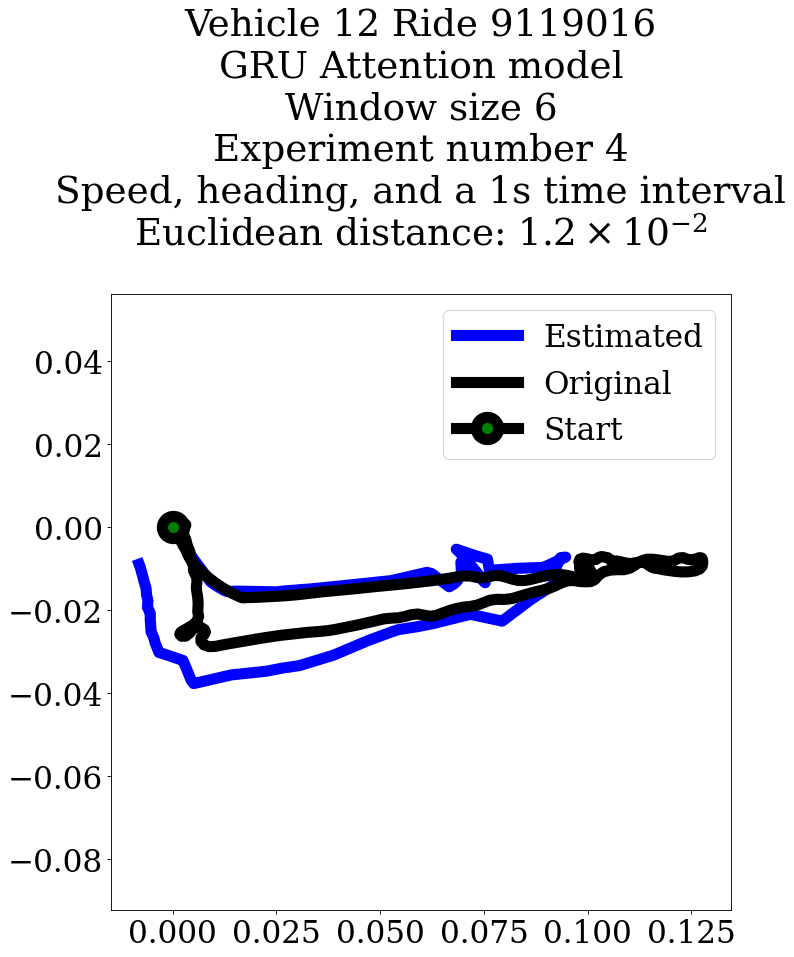 Vehicle 12 Ride 9119016
GRU Attention model
Window size 6
Experiment number 4
Speed, heading, and a 1s time interval
Euclidean distance: 1.2 × 10⁻²
Estimated
Original
Start
0.04
0.02
0.00
−0.02
−0.04
−0.06
−0.08
0.000 0.025 0.050 0.075 0.100 0.125